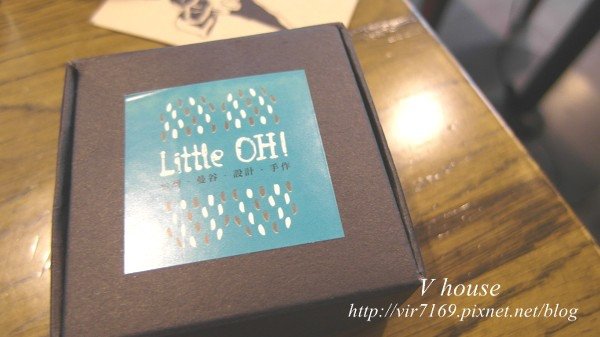 Little OH!
曼谷．設計．手作
V house
http://vir7169.pixnet.net/blog